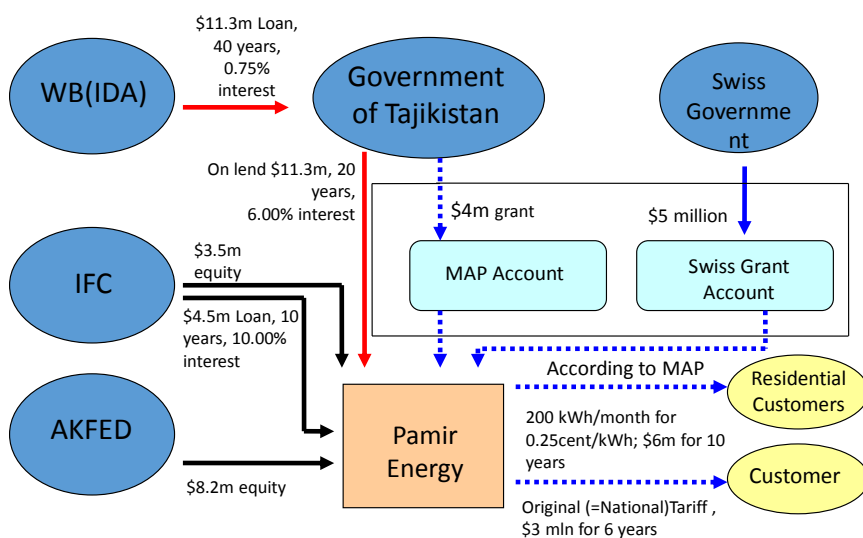 $11.3m Loan,
40 years,
0.75%
interest
WB(IDA)
Government
of Tajikistan
Swiss
Governme
nt
On lend $11.3m, 20
years,
6.00% interest
$4m grant
$5 million
MAP Account
Swiss Grant
Account
IFC
$3.5m
equity
$4.5m Loan, 10
years, 10.00%
interest
AKFED
$8.2m equity
Pamir
Energy
According to MAP
Residential
Customers
200 kWh/month for
0.25cent/kWh; $6m for 10
years
Customer
Original (=National)Tariff ,
$3 mln for 6 years